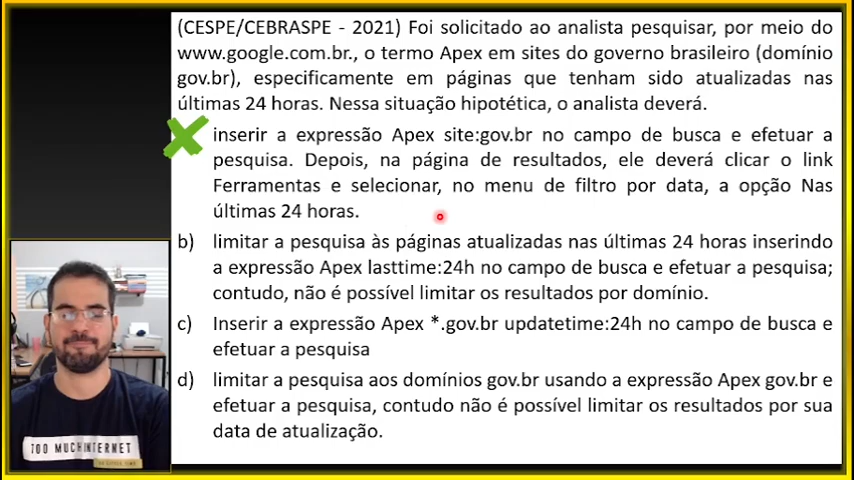 (CESPE/CEBRASPE - 2021) Foi solicitado ao analista pesquisar, por meio do
www.google.com.br., o termo Apex em sites do governo brasileiro (domínio
gov.br), especificamente em páginas que tenham sido atualizadas nas
últimas 24 horas. Nessa situação hipotética, o analista deverá.
inserir a expressão Apex site:gov.br no campo de busca e efetuar a
pesquisa. Depois, na página de resultados, ele deverá clicar o link
Ferramentas e selecionar, no menu de filtro por data, a opção Nas
últimas 24 horas.
b) limitar a pesquisa às páginas atualizadas nas últimas 24 horas inserindo
a expressão Apex lasttime:24h no campo de busca e efetuar a pesquisa;
contudo, não é possível limitar os resultados por domínio.
c) Inserir a expressão Apex *.gov.br updatetime:24h no campo de busca e
efetuar a pesquisa
d) limitar a pesquisa aos domínios gov.br usando a expressão Apex gov.br e
efetuar a pesquisa, contudo não é possível limitar os resultados por sua
data de atualização.
TOO MUCH INTERNET